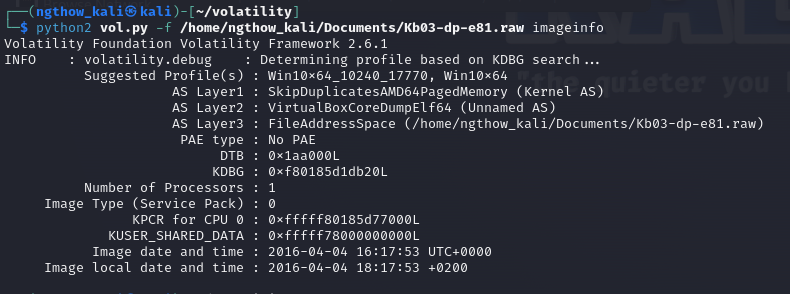 ┌──(ngthow_kali㉿kali)-[~/volatility]
└─$ python2 vol.py -f /home/ngthow_kali/Documents/Kb03-dp-e81.raw imageinfo
Volatility Foundation Volatility Framework 2.6.1
INFO    : volatility.debug    : Determining profile based on KDBG search...
          Suggested Profile(s) : Win10x64_10240_17770, Win10x64
                     AS Layer1 : SkipDuplicatesAMD64PagedMemory (Kernel AS)
                     AS Layer2 : VirtualBoxCoreDumpElf64 (Unnamed AS)
                     AS Layer3 : FileAddressSpace (/home/ngthow_kali/Documents/Kb03-dp-e81.raw)
                      PAE type : No PAE
                           DTB : 0x1aa000L
                          KDBG : 0xf80185d1db20L
          Number of Processors : 1
     Image Type (Service Pack) : 0
                KPCR for CPU 0 : 0xfffff80185d77000L
             KUSER_SHARED_DATA : 0xfffff78000000000L
           Image date and time : 2016-04-04 16:17:53 UTC+0000
     Image local date and time : 2016-04-04 18:17:53 +0200
"the quieter you b